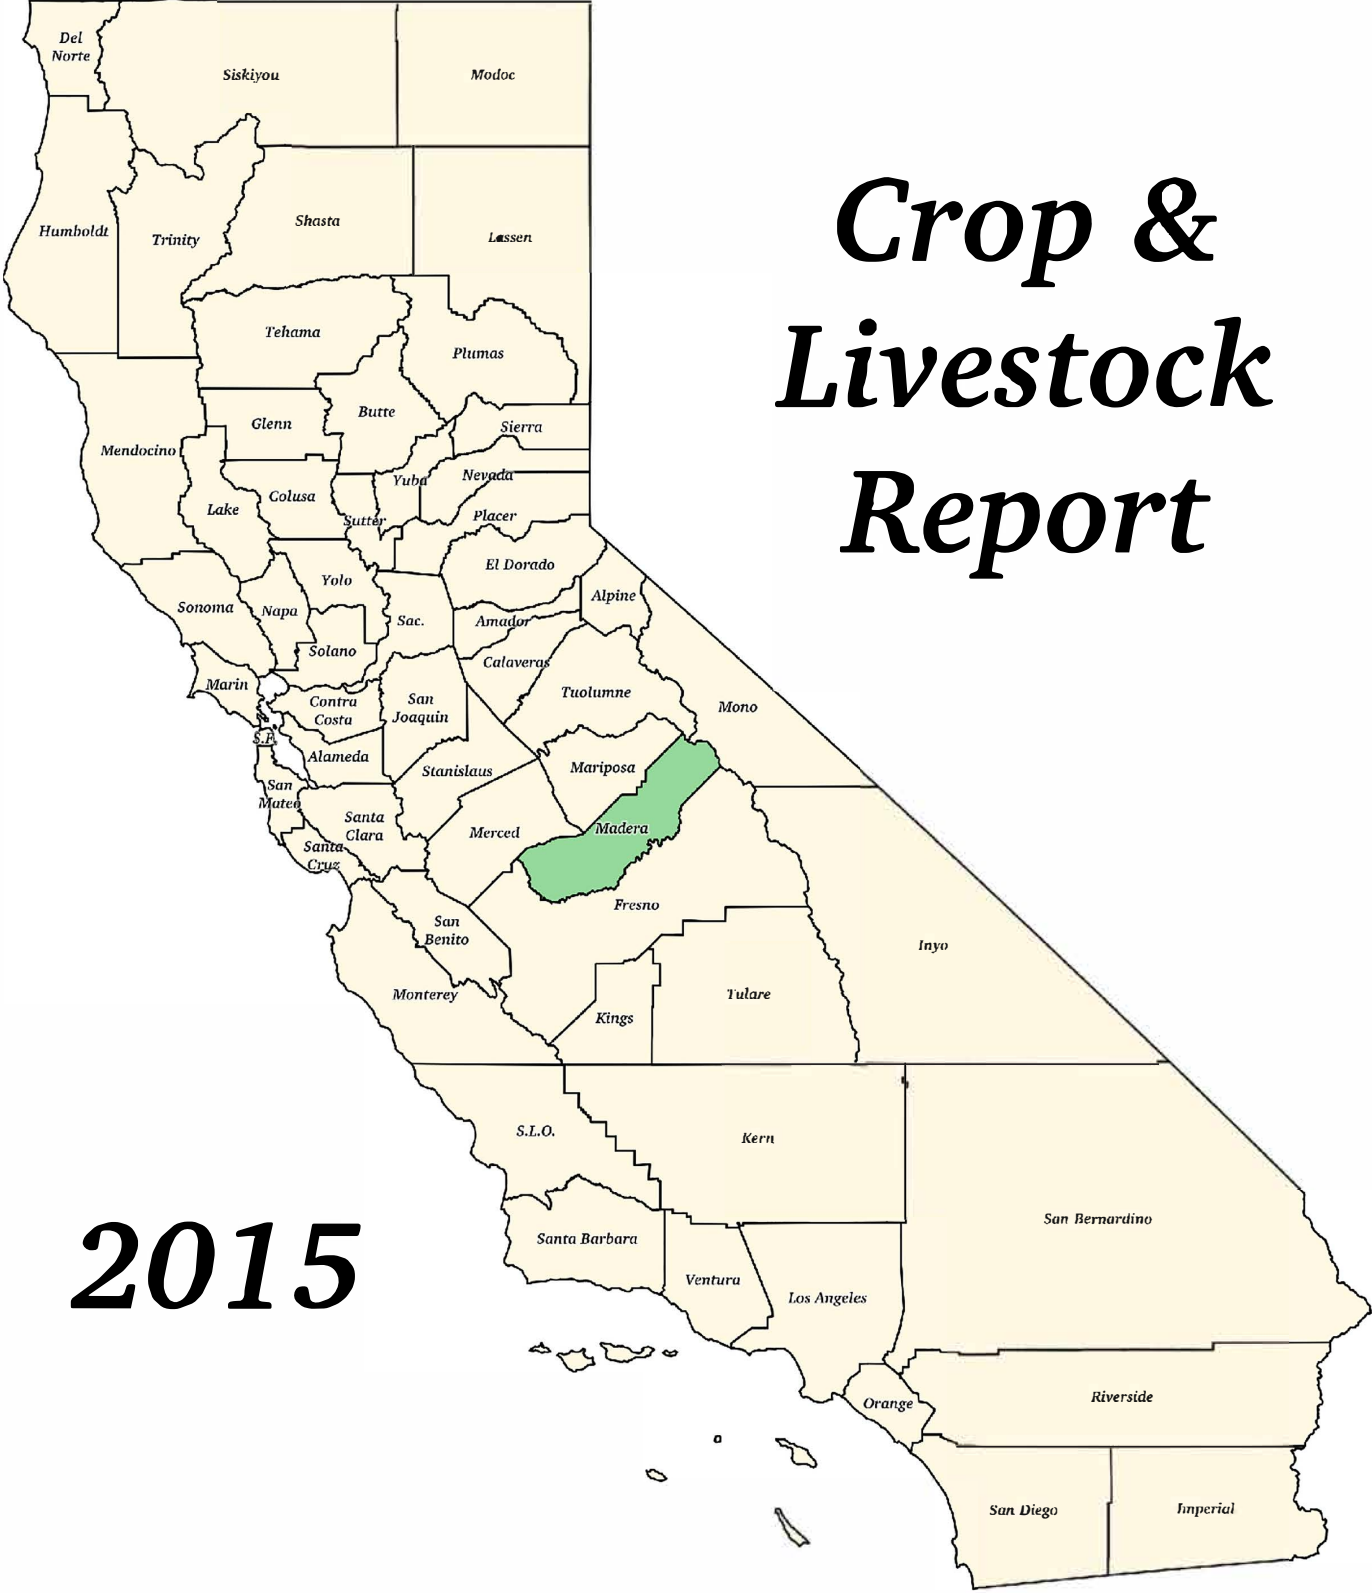 Del
Norte
Siskiyou
Modoc
Humboldt
Trinity
Shasta
Lassen
Crop &
Livestock
Report
Tehama
Plumas
Mendocino
Glenn
Butte
Sierra
Lake
Colusa
Sutter
Yuba
Nevada
Placer
El Dorado
Sonoma
Napa
Yolo
Sac.
Amador
Alpine
Solano
Calaveras
Marin
Contra
Costa
San
Joaquin
Tuolumne
Mono
S.F.
Alameda
Stanislaus
Mariposa
San
Mateo
Santa
Clara
Merced
Madera
Santa
Cruz
San
Benito
Fresno
Inyo
Monterey
Kings
Tulare
S.L.O.
Kern
San Bernardino
2015
Santa Barbara
Ventura
Los Angeles
Orange
Riverside
San Diego
Imperial